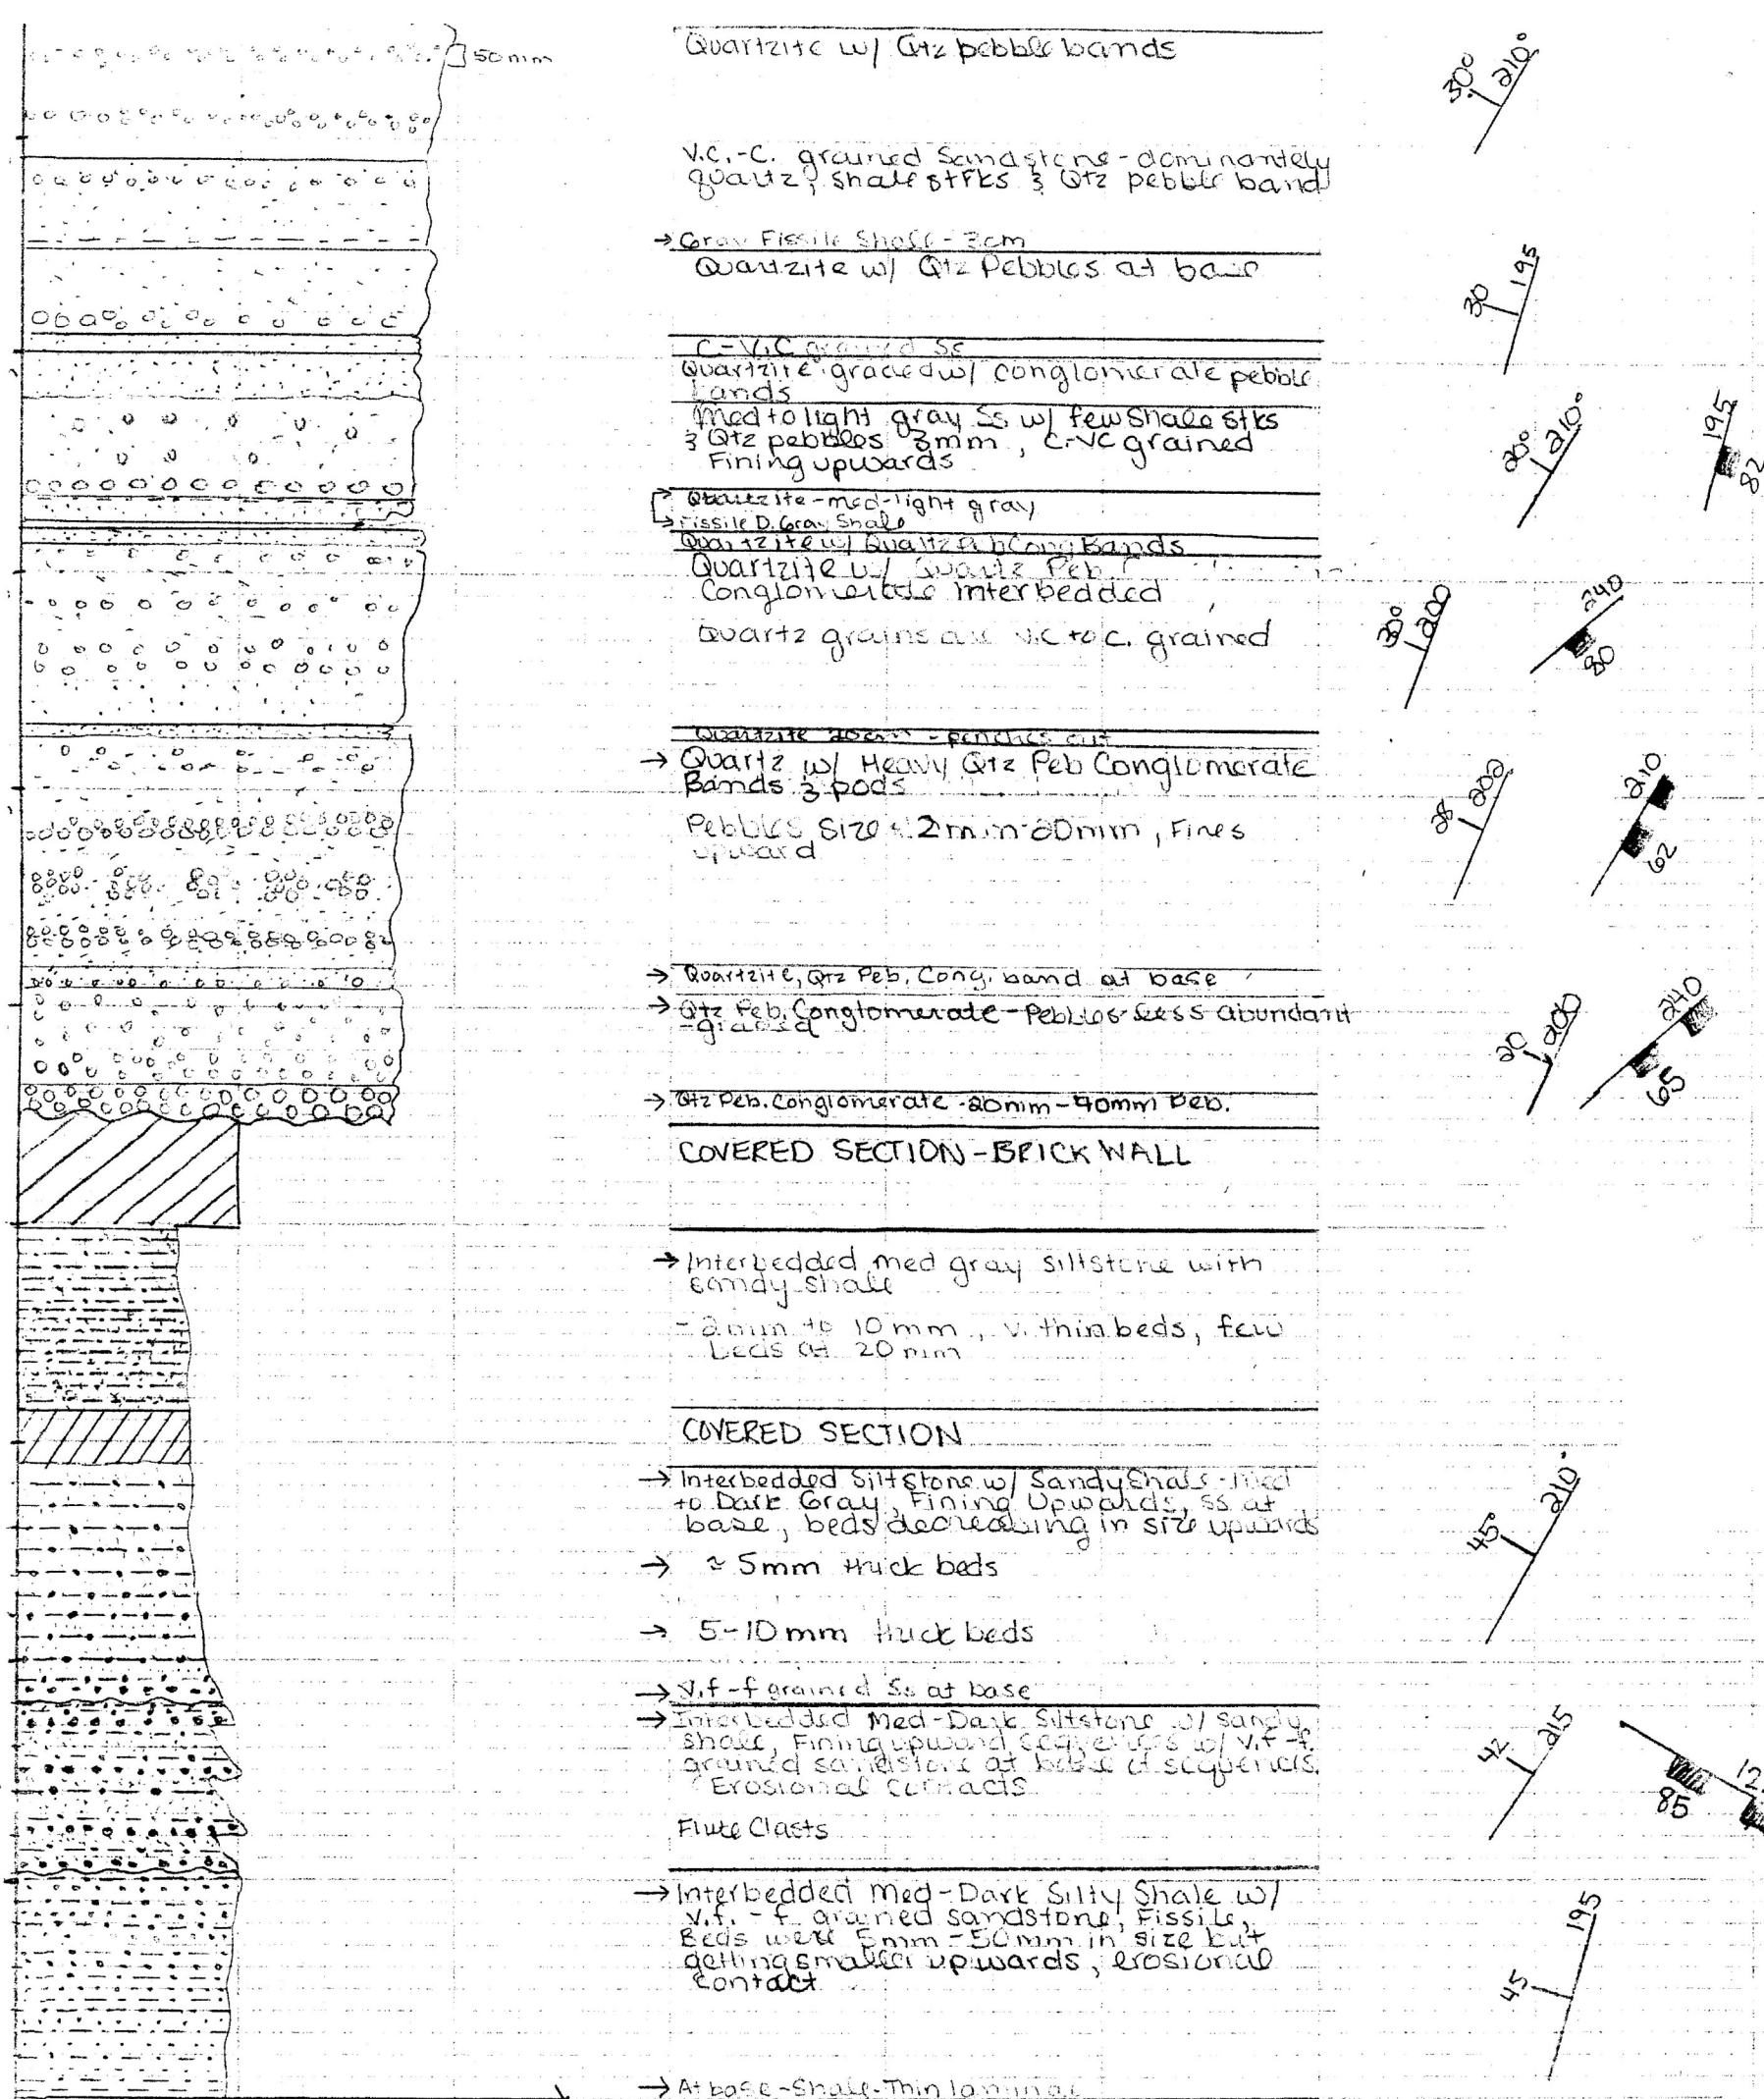 50mm
Quartzite w/ Qtz pebble bands
30° 210°
V.C.-C. grained Sandstone-dominantely
quartz, shale stks & Qtz pebble band
→ Gray Fissile Shale - 3cm
Quartzite w/ Qtz Pebbles at base
30 195
C-V.C grained Ss
Quartzite graded w/ conglomerate pebble
bands
Med to light gray Ss w/ few Shale stks
& Qtz pebbles 3mm, C-VC grained
Fining upwards
20° 210°
195 82
Quartzite-med-light gray
Fissile D. Gray Shale
Quartzite w/ Quartz Cong Bands
Quartzite w/ Quartz Peb
Conglomerate interbedded
30° 200
240 80
Quartz grains are V.C to C. grained
Quartzite 20cm - pinches out
→ Quartz w/ Heavy Qtz Peb Conglomerate
Bands & pods
200
210 62
Pebbles Size 2mm-80mm, Fines
upward
→ Quartzite, Qtz Peb. Cong. band at base
→ Qtz Peb. Conglomerate-Pebbles Less abundant
-graded
20 200
240 65
→ Qtz Peb. Conglomerate -20mm-40mm Peb.
COVERED SECTION-BRICK WALL
→ Interbedded med gray siltstone with
sandy shale
- 2mm to 10mm, v. thin beds, few
beds at 20mm
COVERED SECTION
→ Interbedded SiltStone w/ Sandy Shale-Med
to Dark Gray, Fining Upwards, ss at
base, beds decreasing in size upwards
45° 210°
→ ≈ 5mm thick beds
→ 5-10mm thick beds
→ V.f-f grained Ss at base
→ Interbedded Med-Dark Siltstone w/ sandy
shale, Fining upward sequences w/ V.f-f
grained sandstone at base of sequences.
Erosional contacts
42 215
85 12
Flute Clasts
→ Interbedded Med-Dark Silty Shale w/
V.f. - f grained sandstone, Fissile,
Beds were 5mm-50mm in size but
getting smaller upwards, erosional
contact
45 195
→ At base-Shale-Thin laminae